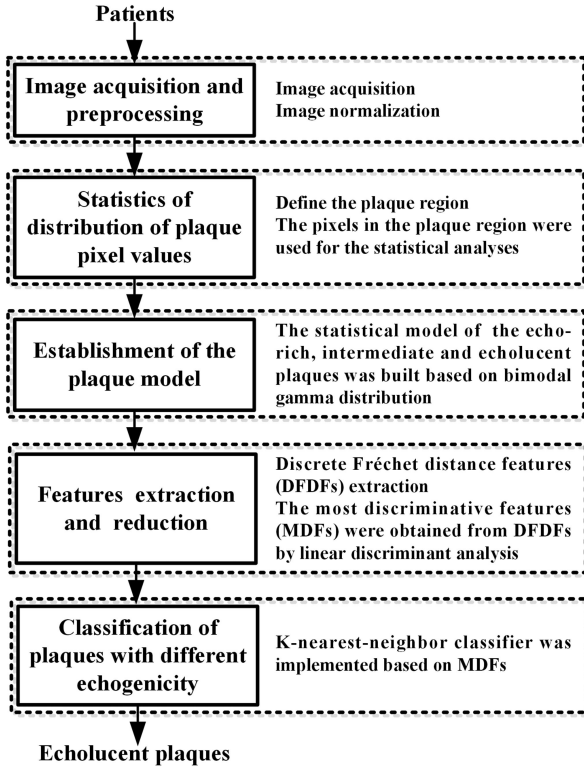 Patients
Image acquisition and
preprocessing
Image acquisition
Image normalization
Statistics of
distribution of plaque
pixel values
Define the plaque region
The pixels in the plaque region were
used for the statistical analyses
Establishment of the
plaque model
The statistical model of the echo-
rich, intermediate and echolucent
plaques was built based on bimodal
gamma distribution
Features extraction
and reduction
Discrete Fréchet distance features
(DFDFs) extraction
The most discriminative features
(MDFs) were obtained from DFDFs
by linear discriminant analysis
Classification of
plaques with different
echogenicity
K-nearest-neighbor classifier was
implemented based on MDFs
Echolucent plaques